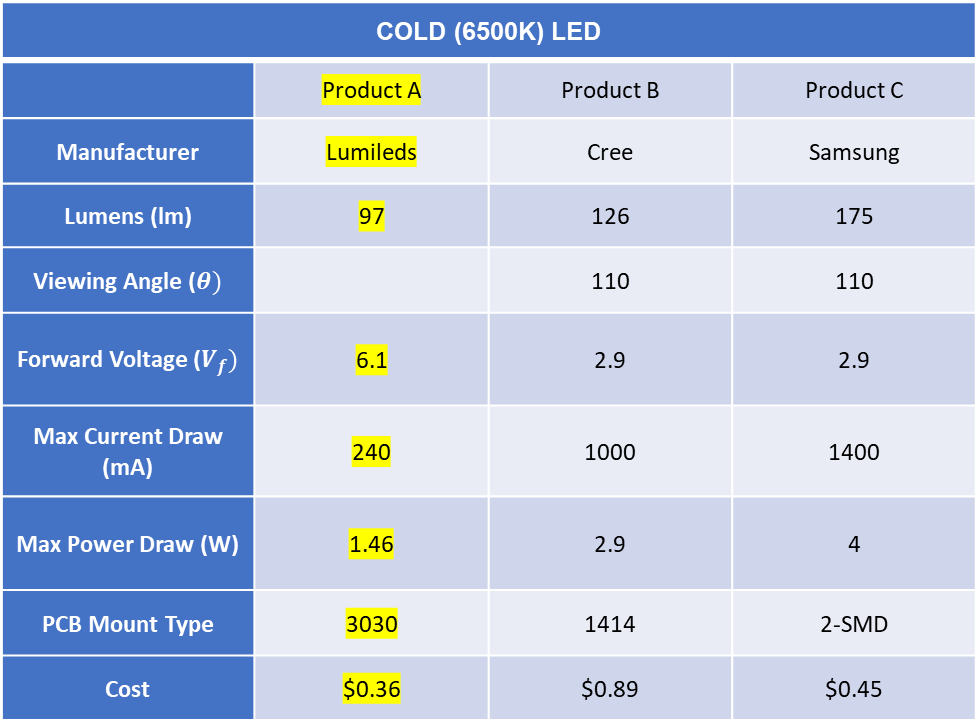 COLD (6500K) LED
Product A Product B Product C
Manufacturer Lumileds Cree Samsung
Lumens (lm) 97 126 175
Viewing Angle (θ) 110 110
Forward Voltage (V_f) 6.1 2.9 2.9
Max Current Draw
(mA) 240 1000 1400
Max Power Draw (W) 1.46 2.9 4
PCB Mount Type 3030 1414 2-SMD
Cost $0.36 $0.89 $0.45